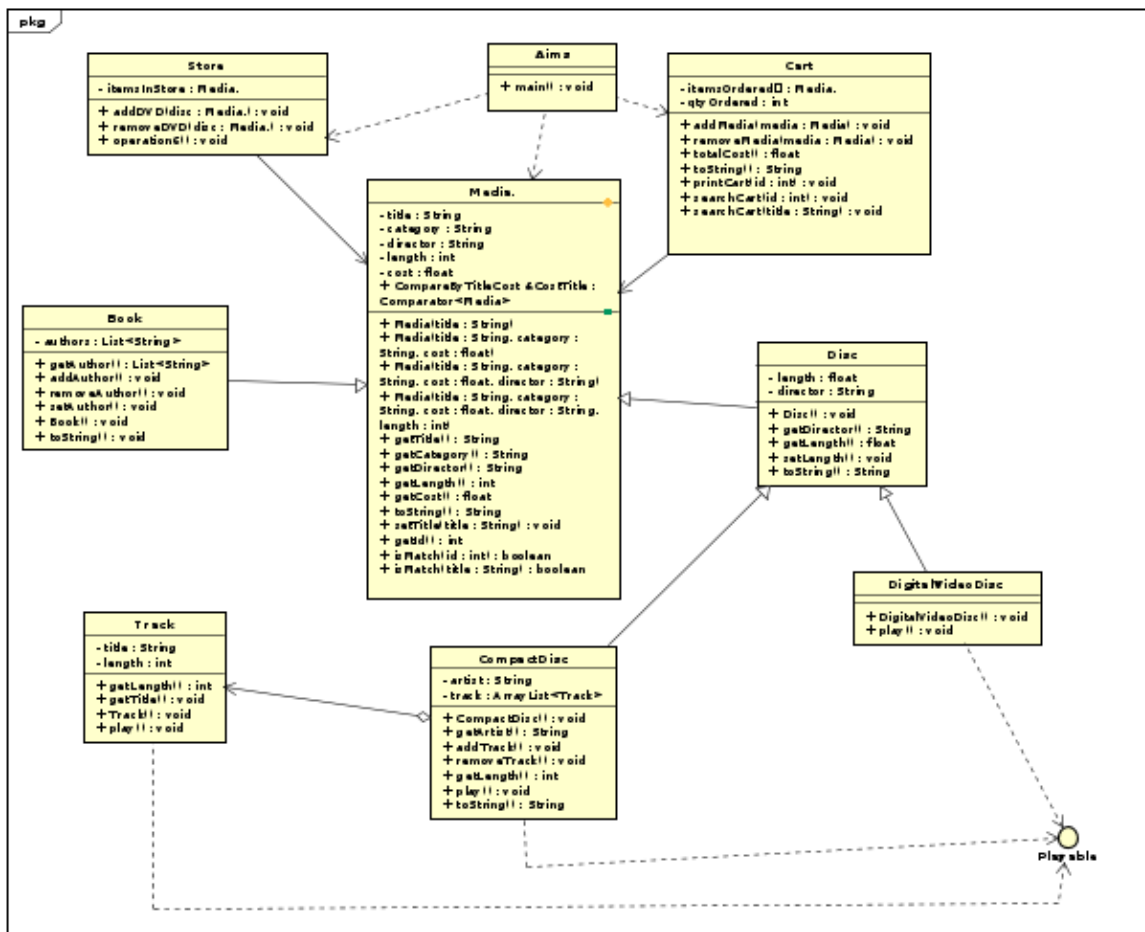 pkg
Store
- itemsInStore : Media.
+ addDVD(disc : Media.) : void
+ removeDVD(disc : Media.) : void
+ operation6() : void
Aims
+ main() : void
Cart
- itemsOrdered[] : Media.
- qtyOrdered : int
+ addMedia(media : Media) : void
+ removeMedia(media : Media) : void
+ totalCost() : float
+ toString() : String
+ printCart(id : int) : void
+ searchCart(id : int) : void
+ searchCart(title : String) : void
Media.
- title : String
- category : String
- director : String
- length : int
- cost : float
+ CompareByTitleCost &CostTitle :
Comparator<Media>
+ Media(title : String)
+ Media(title : String. category :
String. cost : float)
+ Media(title : String. category :
String. cost : float. director : String)
+ Media(title : String. category :
String. cost : float. director : String.
length : int)
+ getTitle() : String
+ getCategory() : String
+ getDirector() : String
+ getLength() : int
+ getCost() : float
+ toString() : String
+ setTitle(title : String) : void
+ getId() : int
+ isMatch(id : int) : boolean
+ isMatch(title : String) : boolean
Book
- authors : List<String>
+ getAuthor() : List<String>
+ addAuthor() : void
+ removeAuthor() : void
+ setAuthor() : void
+ Book() : void
+ toString() : void
Disc
- length : float
- director : String
+ Disc() : void
+ getDirector() : String
+ getLength() : float
+ setLength() : void
+ toString() : String
DigitalVideoDisc
+ DigitalVideoDisc() : void
+ play() : void
Track
- title : String
- length : int
+ getLength() : int
+ getTitle() : void
+ Track() : void
+ play() : void
CompactDisc
- artist : String
- track : ArrayList<Track>
+ CompactDisc() : void
+ getArtist() : String
+ addTrack() : void
+ removeTrack() : void
+ getLength() : int
+ play() : void
+ toString() : String
Playable